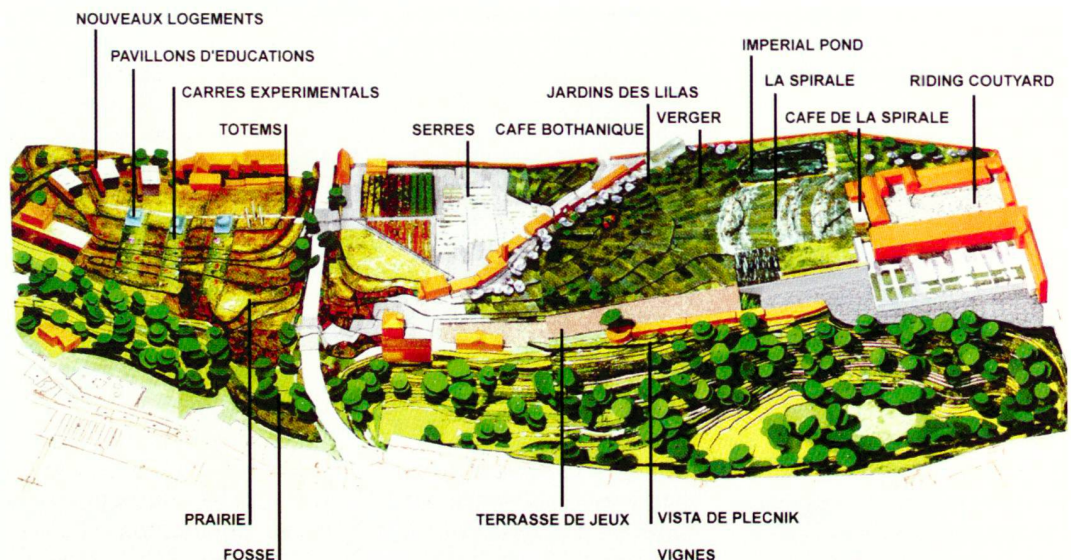 NOUVEAUX LOGEMENTS
PAVILLONS D'EDUCATIONS
CARRES EXPERIMENTALS
TOTEMS
SERRES
CAFE BOTHANIQUE
JARDINS DES LILAS
VERGER
IMPERIAL POND
LA SPIRALE
CAFE DE LA SPIRALE
RIDING COUTYARD
PRAIRIE
FOSSE
TERRASSE DE JEUX
VISTA DE PLECNIK
VIGNES